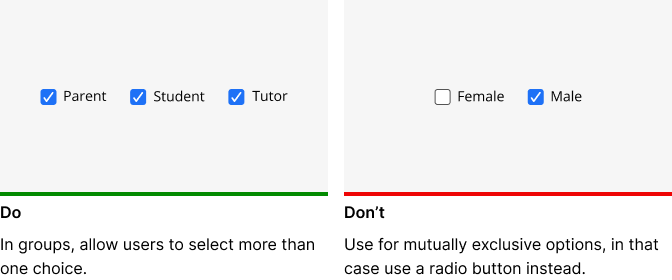 Parent Student Tutor
Female Male
Do
In groups, allow users to select more than
one choice.
Don’t
Use for mutually exclusive options, in that
case use a radio button instead.